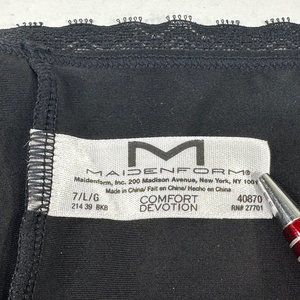 M
MAIDENFORM®
Maidenform, Inc. 200 Madison Avenue, New York, NY
Made in China/ Fait en Chine/ Hecho en China
7/L/G COMFORT 40870
214 39 BKB DEVOTION RN# 27701